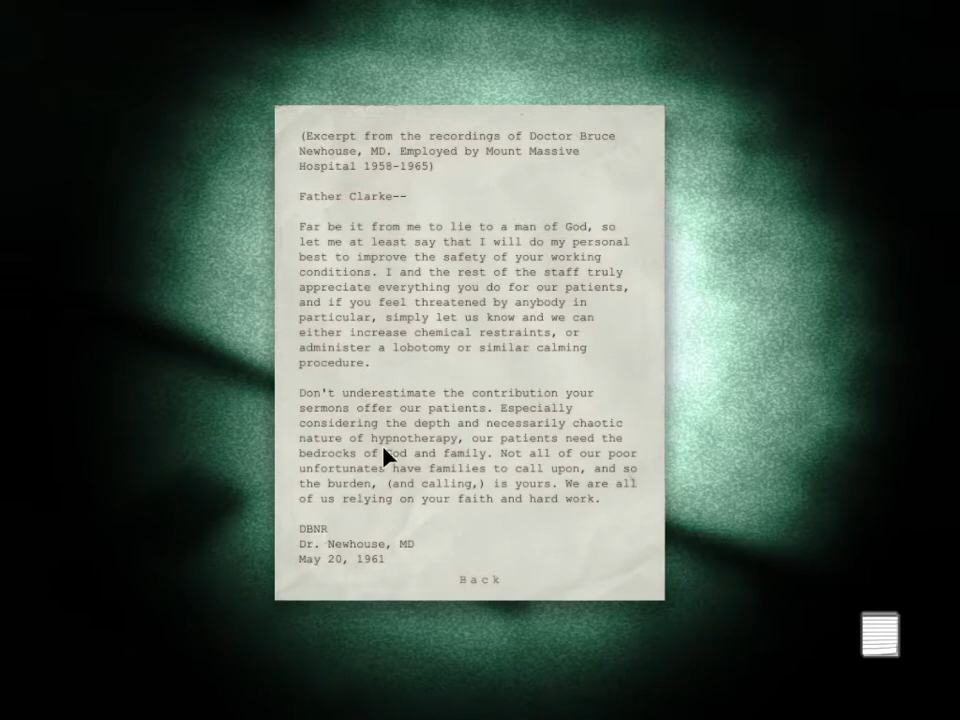 (Excerpt from the recordings of Doctor Bruce
Newhouse, MD. Employed by Mount Massive
Hospital 1958-1965)
Father Clarke--
Far be it from me to lie to a man of God, so
let me at least say that I will do my personal
best to improve the safety of your working
conditions. I and the rest of the staff truly
appreciate everything you do for our patients,
and if you feel threatened by anybody in
particular, simply let us know and we can
either increase chemical restraints, or
administer a lobotomy or similar calming
procedure.
Don't underestimate the contribution your
sermons offer our patients. Especially
considering the depth and necessarily chaotic
nature of hypnotherapy, our patients need the
bedrocks of God and family. Not all of our poor
unfortunates have families to call upon, and so
the burden, (and calling,) is yours. We are all
of us relying on your faith and hard work.
DBNR
Dr. Newhouse, MD
May 20, 1961
Back